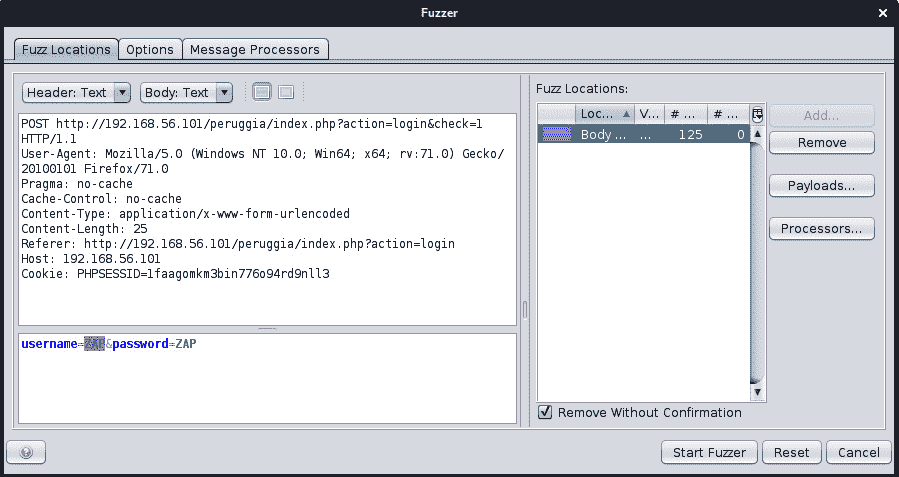 Fuzzer
Fuzz Locations Options Message Processors
Header: Text Body: Text
POST http://192.168.56.101/peruggia/index.php?action=login&check=1
HTTP/1.1
User-Agent: Mozilla/5.0 (Windows NT 10.0; Win64; x64; rv:71.0) Gecko/
20100101 Firefox/71.0
Pragma: no-cache
Cache-Control: no-cache
Content-Type: application/x-www-form-urlencoded
Content-Length: 25
Referer: http://192.168.56.101/peruggia/index.php?action=login
Host: 192.168.56.101
Cookie: PHPSESSID=1faagomkm3bin776o94rd9nll3
username=ZAP&password=ZAP
Fuzz Locations:
Loc... V... # ... # ...
Body ... ... 125 0
Add...
Remove
Payloads...
Processors...
Remove Without Confirmation
Start Fuzzer Reset Cancel